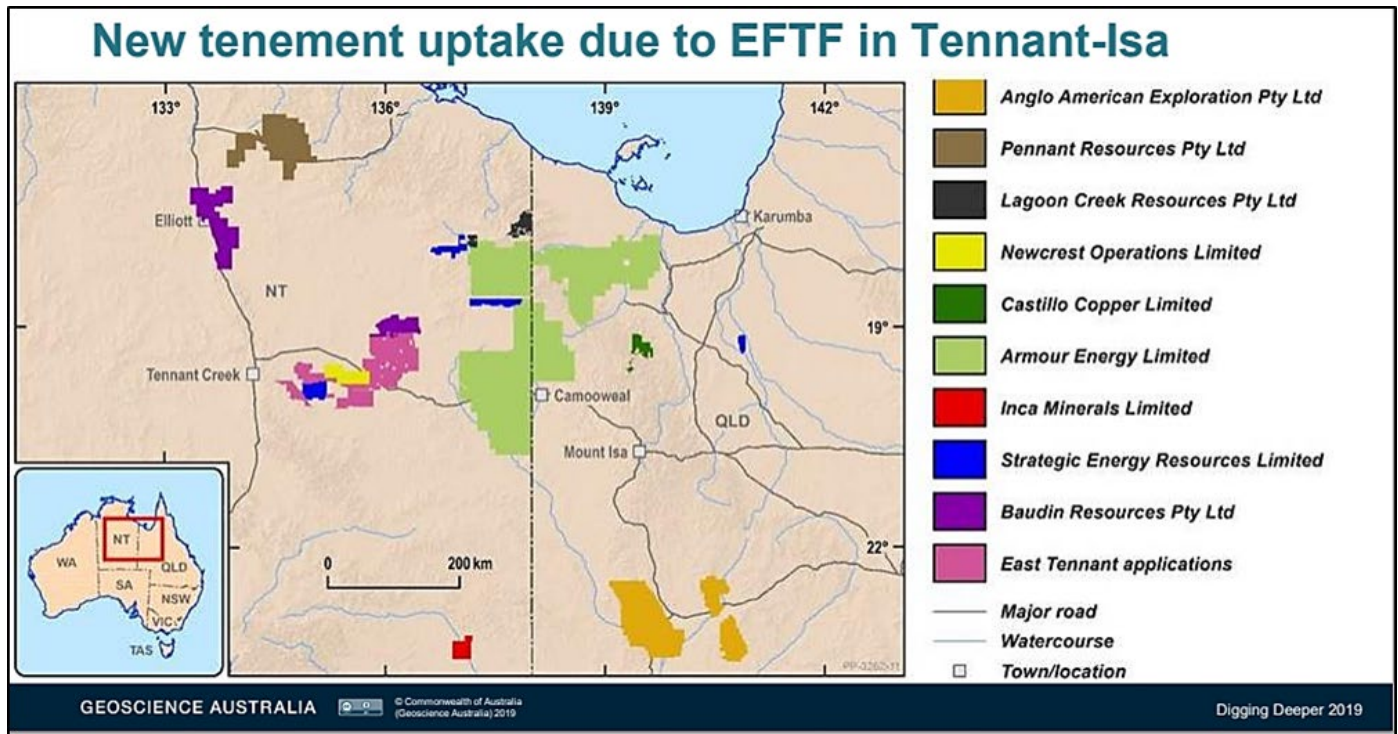 New tenement uptake due to EFTF in Tennant-Isa
133°
136°
139°
142°
Elliott
Karumba
NT
19°
Tennant Creek
Camooweal
QLD
Mount Isa
22°
0
200 km
PP-3262-11
WA
NT
QLD
SA
NSW
VIC
TAS
Anglo American Exploration Pty Ltd
Pennant Resources Pty Ltd
Lagoon Creek Resources Pty Ltd
Newcrest Operations Limited
Castillo Copper Limited
Armour Energy Limited
Inca Minerals Limited
Strategic Energy Resources Limited
Baudin Resources Pty Ltd
East Tennant applications
Major road
Watercourse
Town/location
GEOSCIENCE AUSTRALIA
© Commonwealth of Australia
(Geoscience Australia) 2019
Digging Deeper 2019